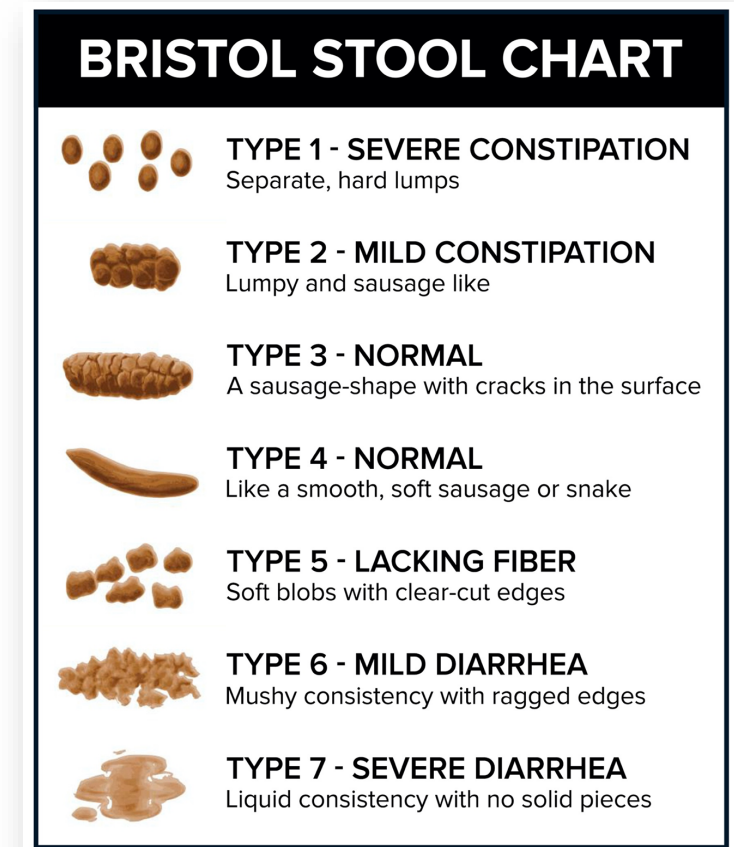 BRISTOL STOOL CHART
TYPE 1 - SEVERE CONSTIPATION
Separate, hard lumps
TYPE 2 - MILD CONSTIPATION
Lumpy and sausage like
TYPE 3 - NORMAL
A sausage-shape with cracks in the surface
TYPE 4 - NORMAL
Like a smooth, soft sausage or snake
TYPE 5 - LACKING FIBER
Soft blobs with clear-cut edges
TYPE 6 - MILD DIARRHEA
Mushy consistency with ragged edges
TYPE 7 - SEVERE DIARRHEA
Liquid consistency with no solid pieces